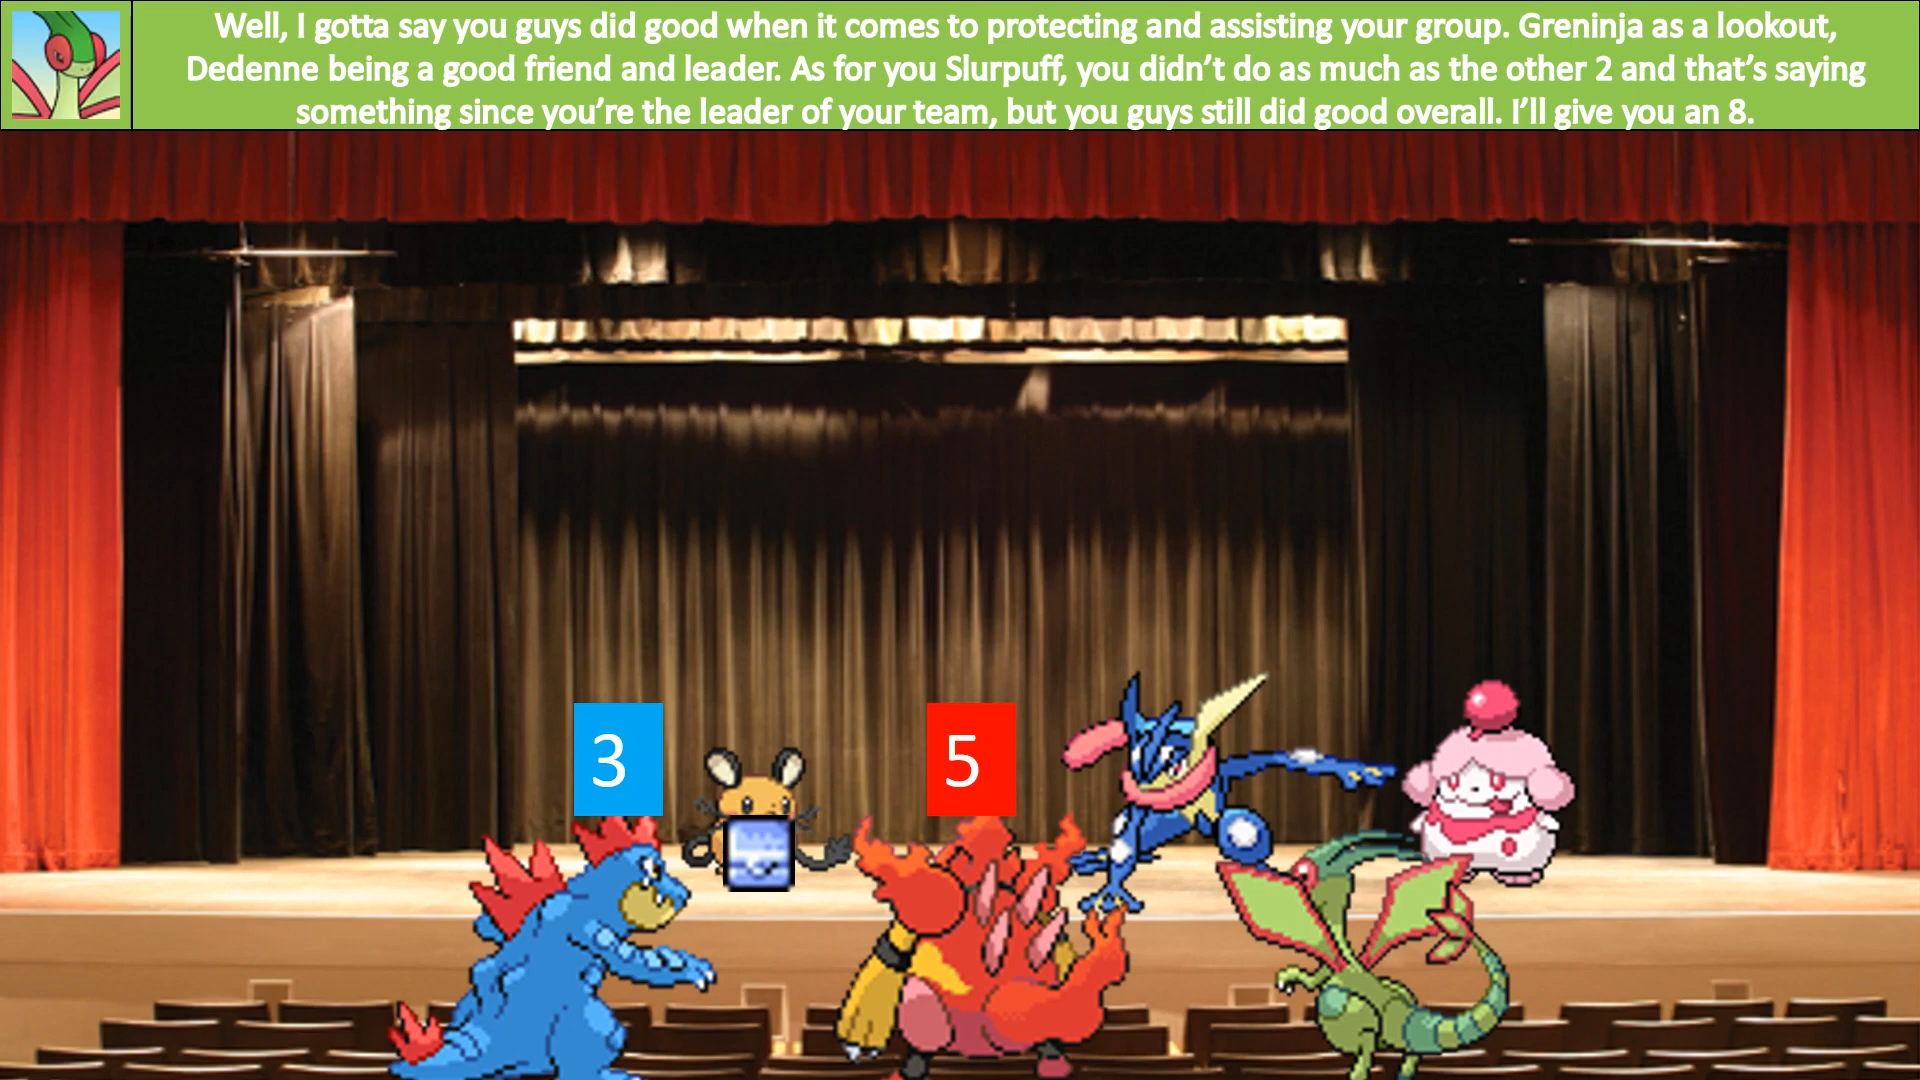 Well, I gotta say you guys did good when it comes to protecting and assisting your group. Greninja as a lookout,
Dedenne being a good friend and leader. As for you Slurpuff, you didn’t do as much as the other 2 and that’s saying
something since you’re the leader of your team, but you guys still did good overall. I’ll give you an 8.
3
5